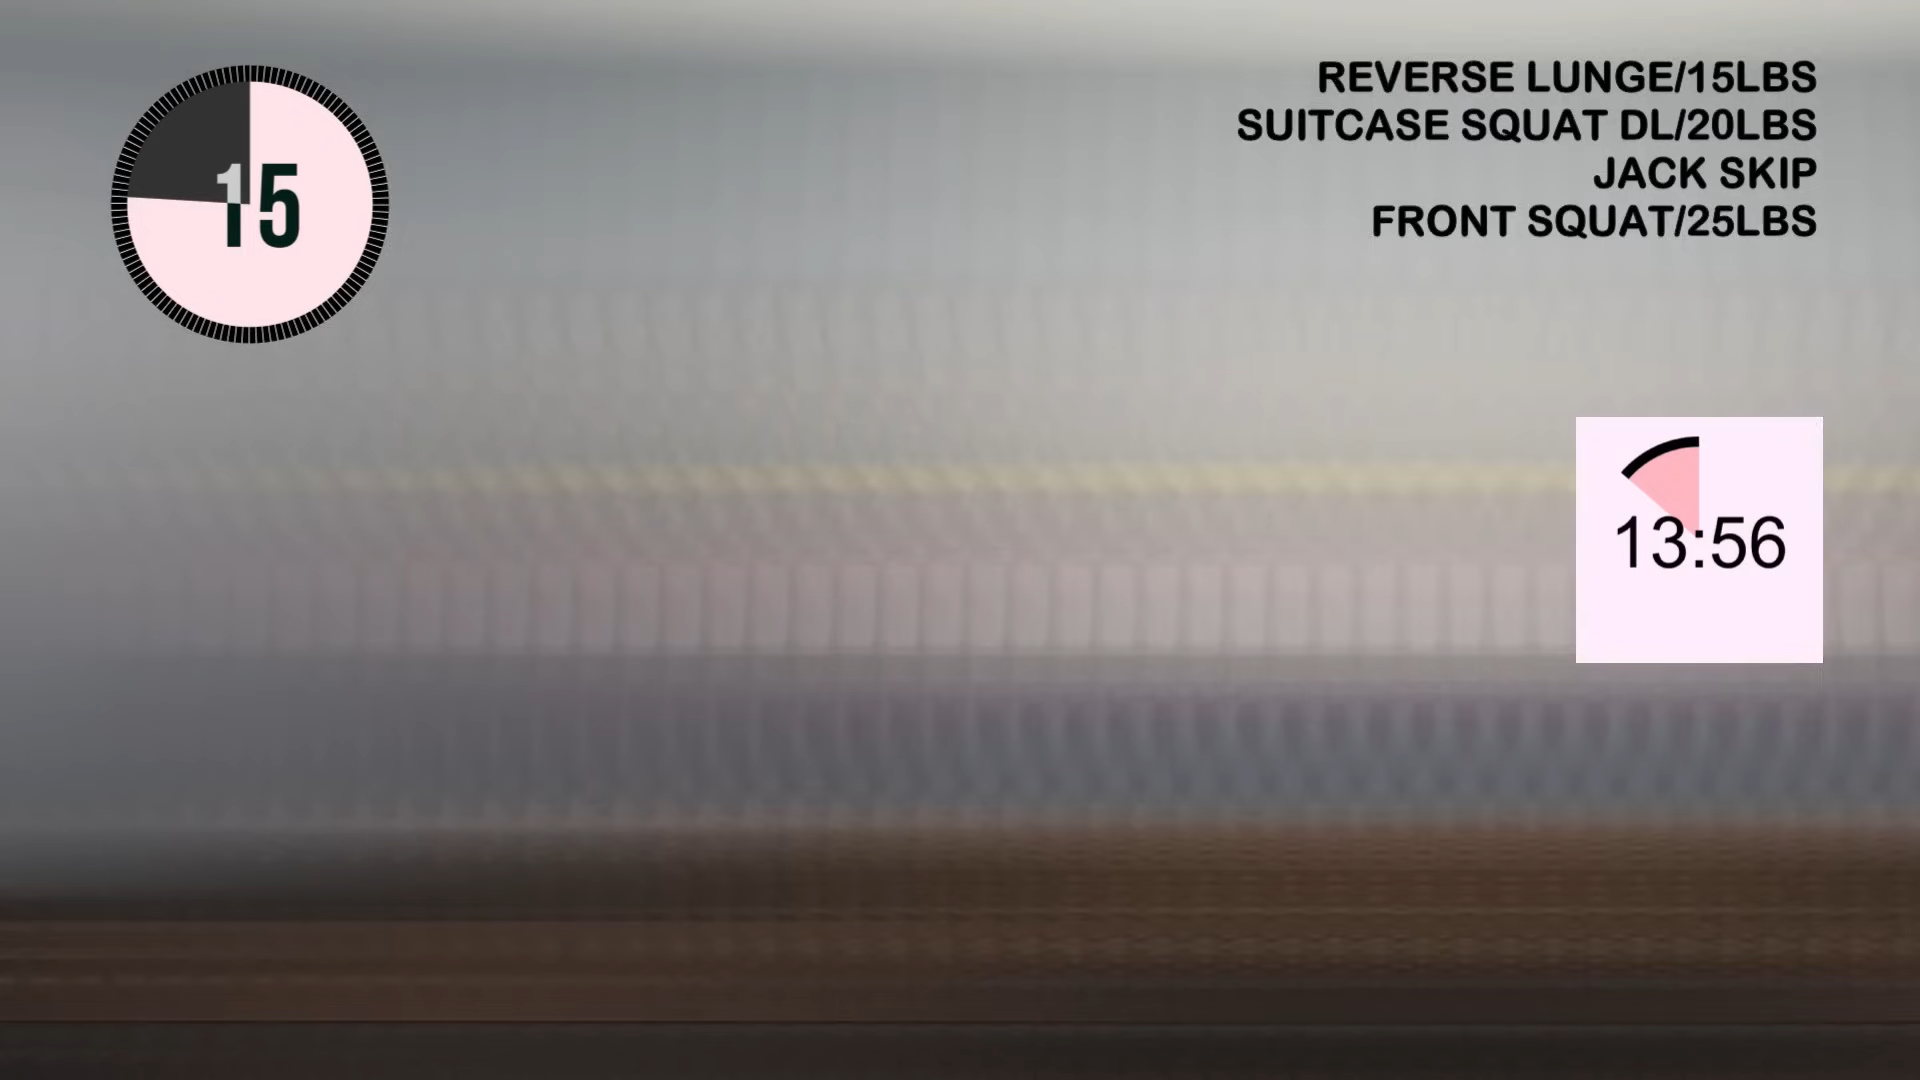 15
REVERSE LUNGE/15LBS
SUITCASE SQUAT DL/20LBS
JACK SKIP
FRONT SQUAT/25LBS
13:56